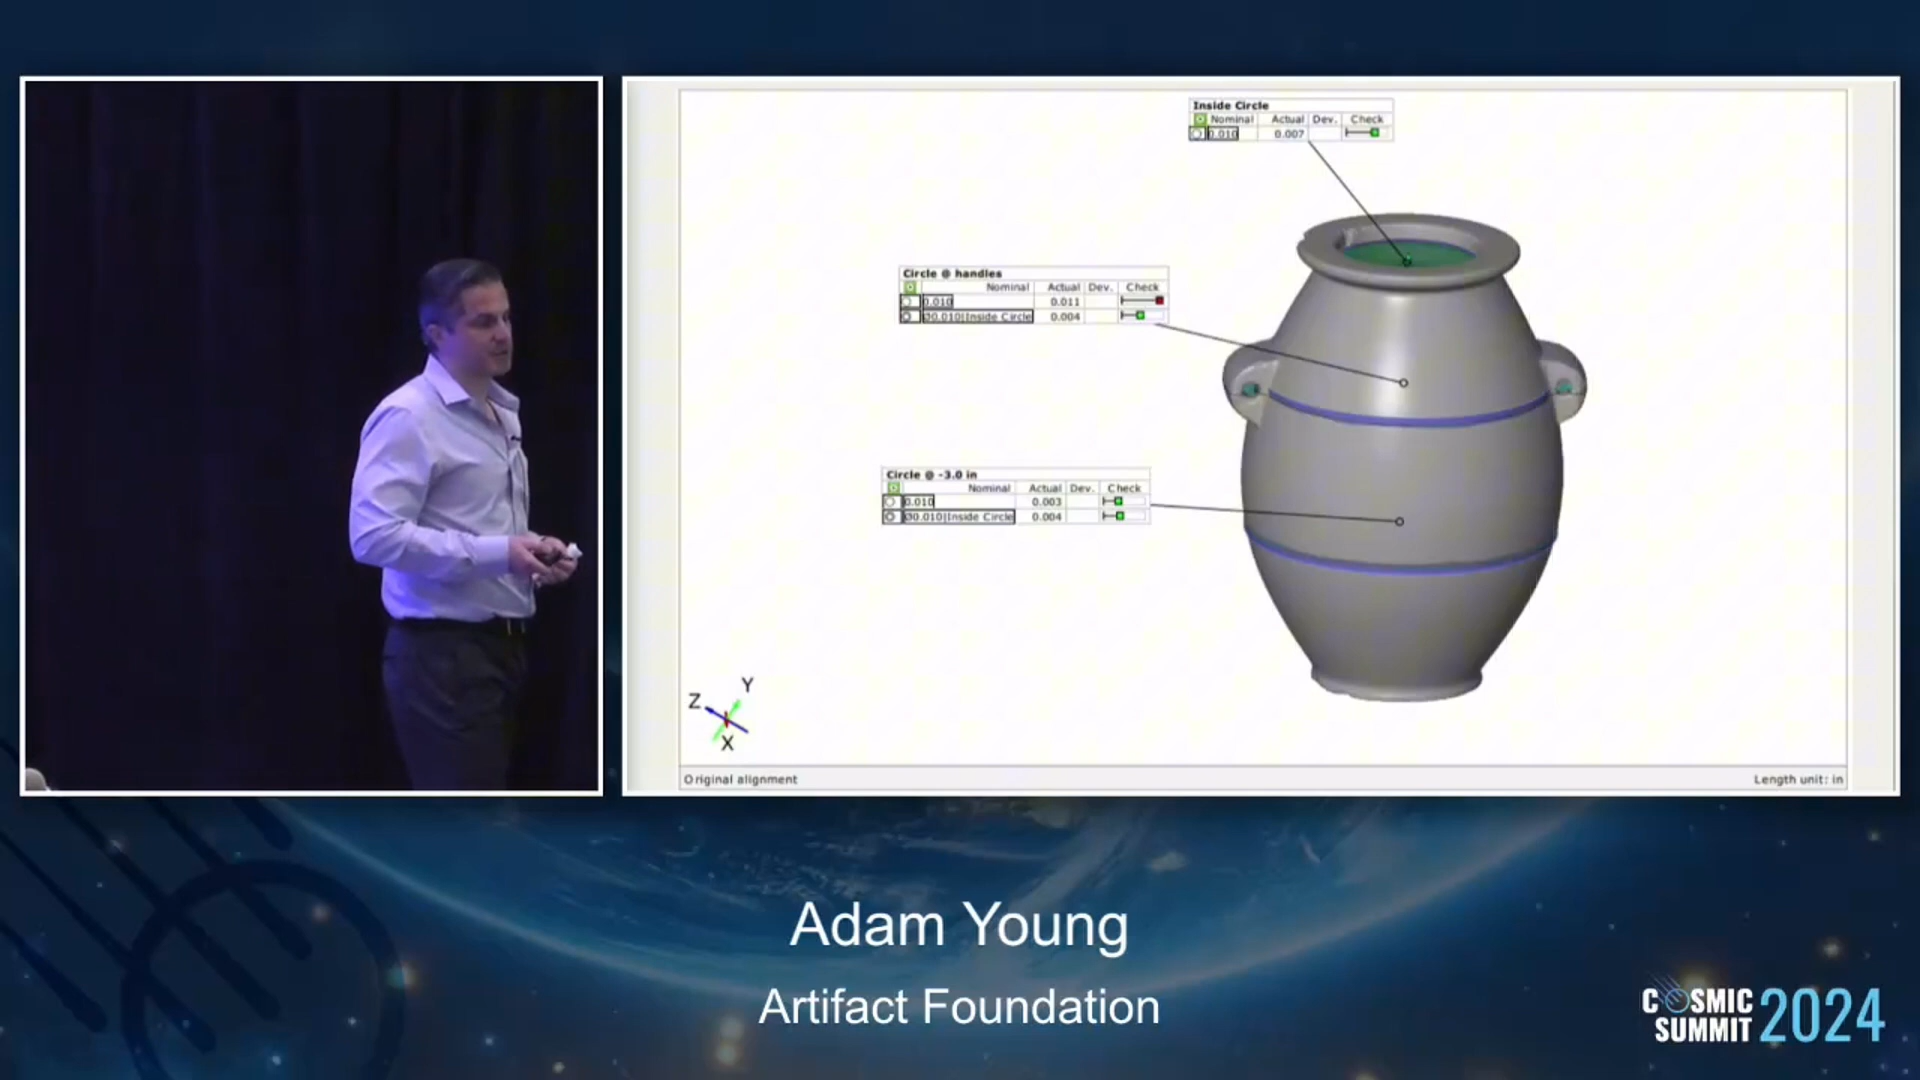 Inside Circle
Nominal Actual Dev. Check
0.010 0.007
Circle @ handles
Nominal Actual Dev. Check
0.010 0.011
Ø0.010|Inside Circle 0.004
Circle @ -3.0 in
Nominal Actual Dev. Check
0.010 0.003
Ø0.010|Inside Circle 0.004
Y
Z
X
Original alignment Length unit: in
Adam Young
Artifact Foundation
COSMIC
SUMMIT 2024